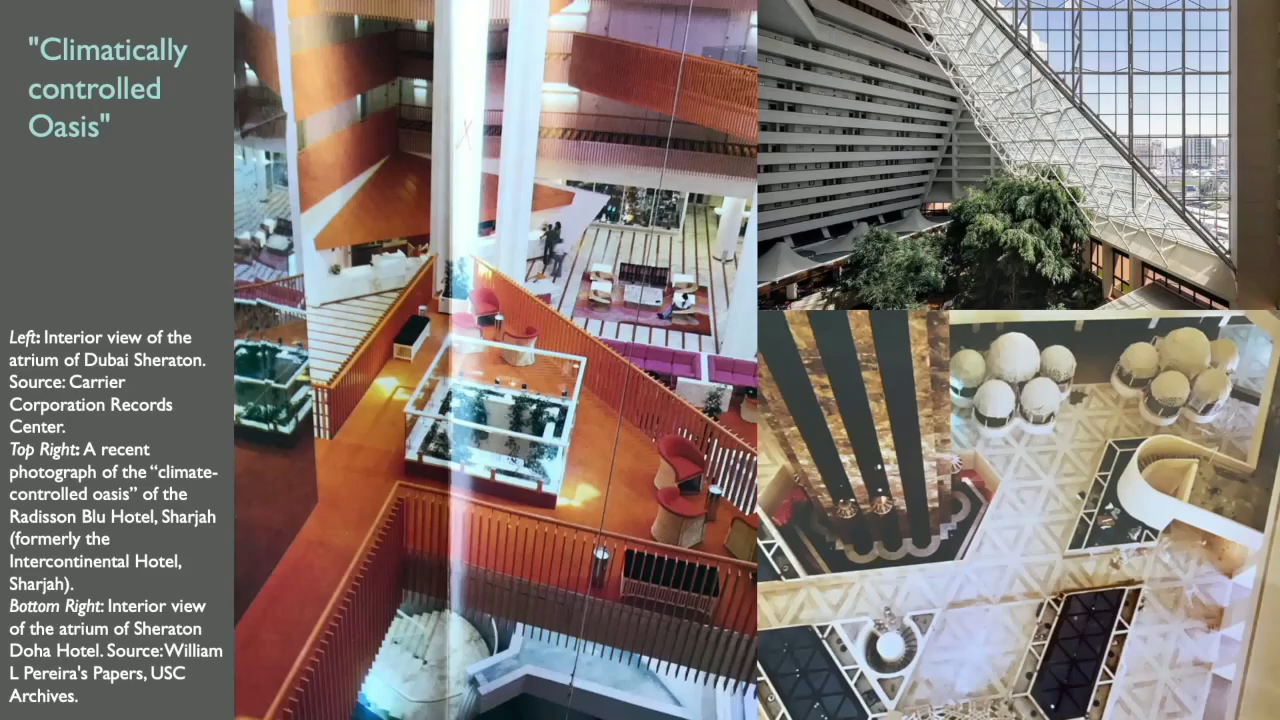 "Climatically
controlled
Oasis"
Left: Interior view of the
atrium of Dubai Sheraton.
Source: Carrier
Corporation Records
Center.
Top Right: A recent
photograph of the “climate-
controlled oasis” of the
Radisson Blu Hotel, Sharjah
(formerly the
Intercontinental Hotel,
Sharjah).
Bottom Right: Interior view
of the atrium of Sheraton
Doha Hotel. Source: William
L Pereira's Papers, USC
Archives.